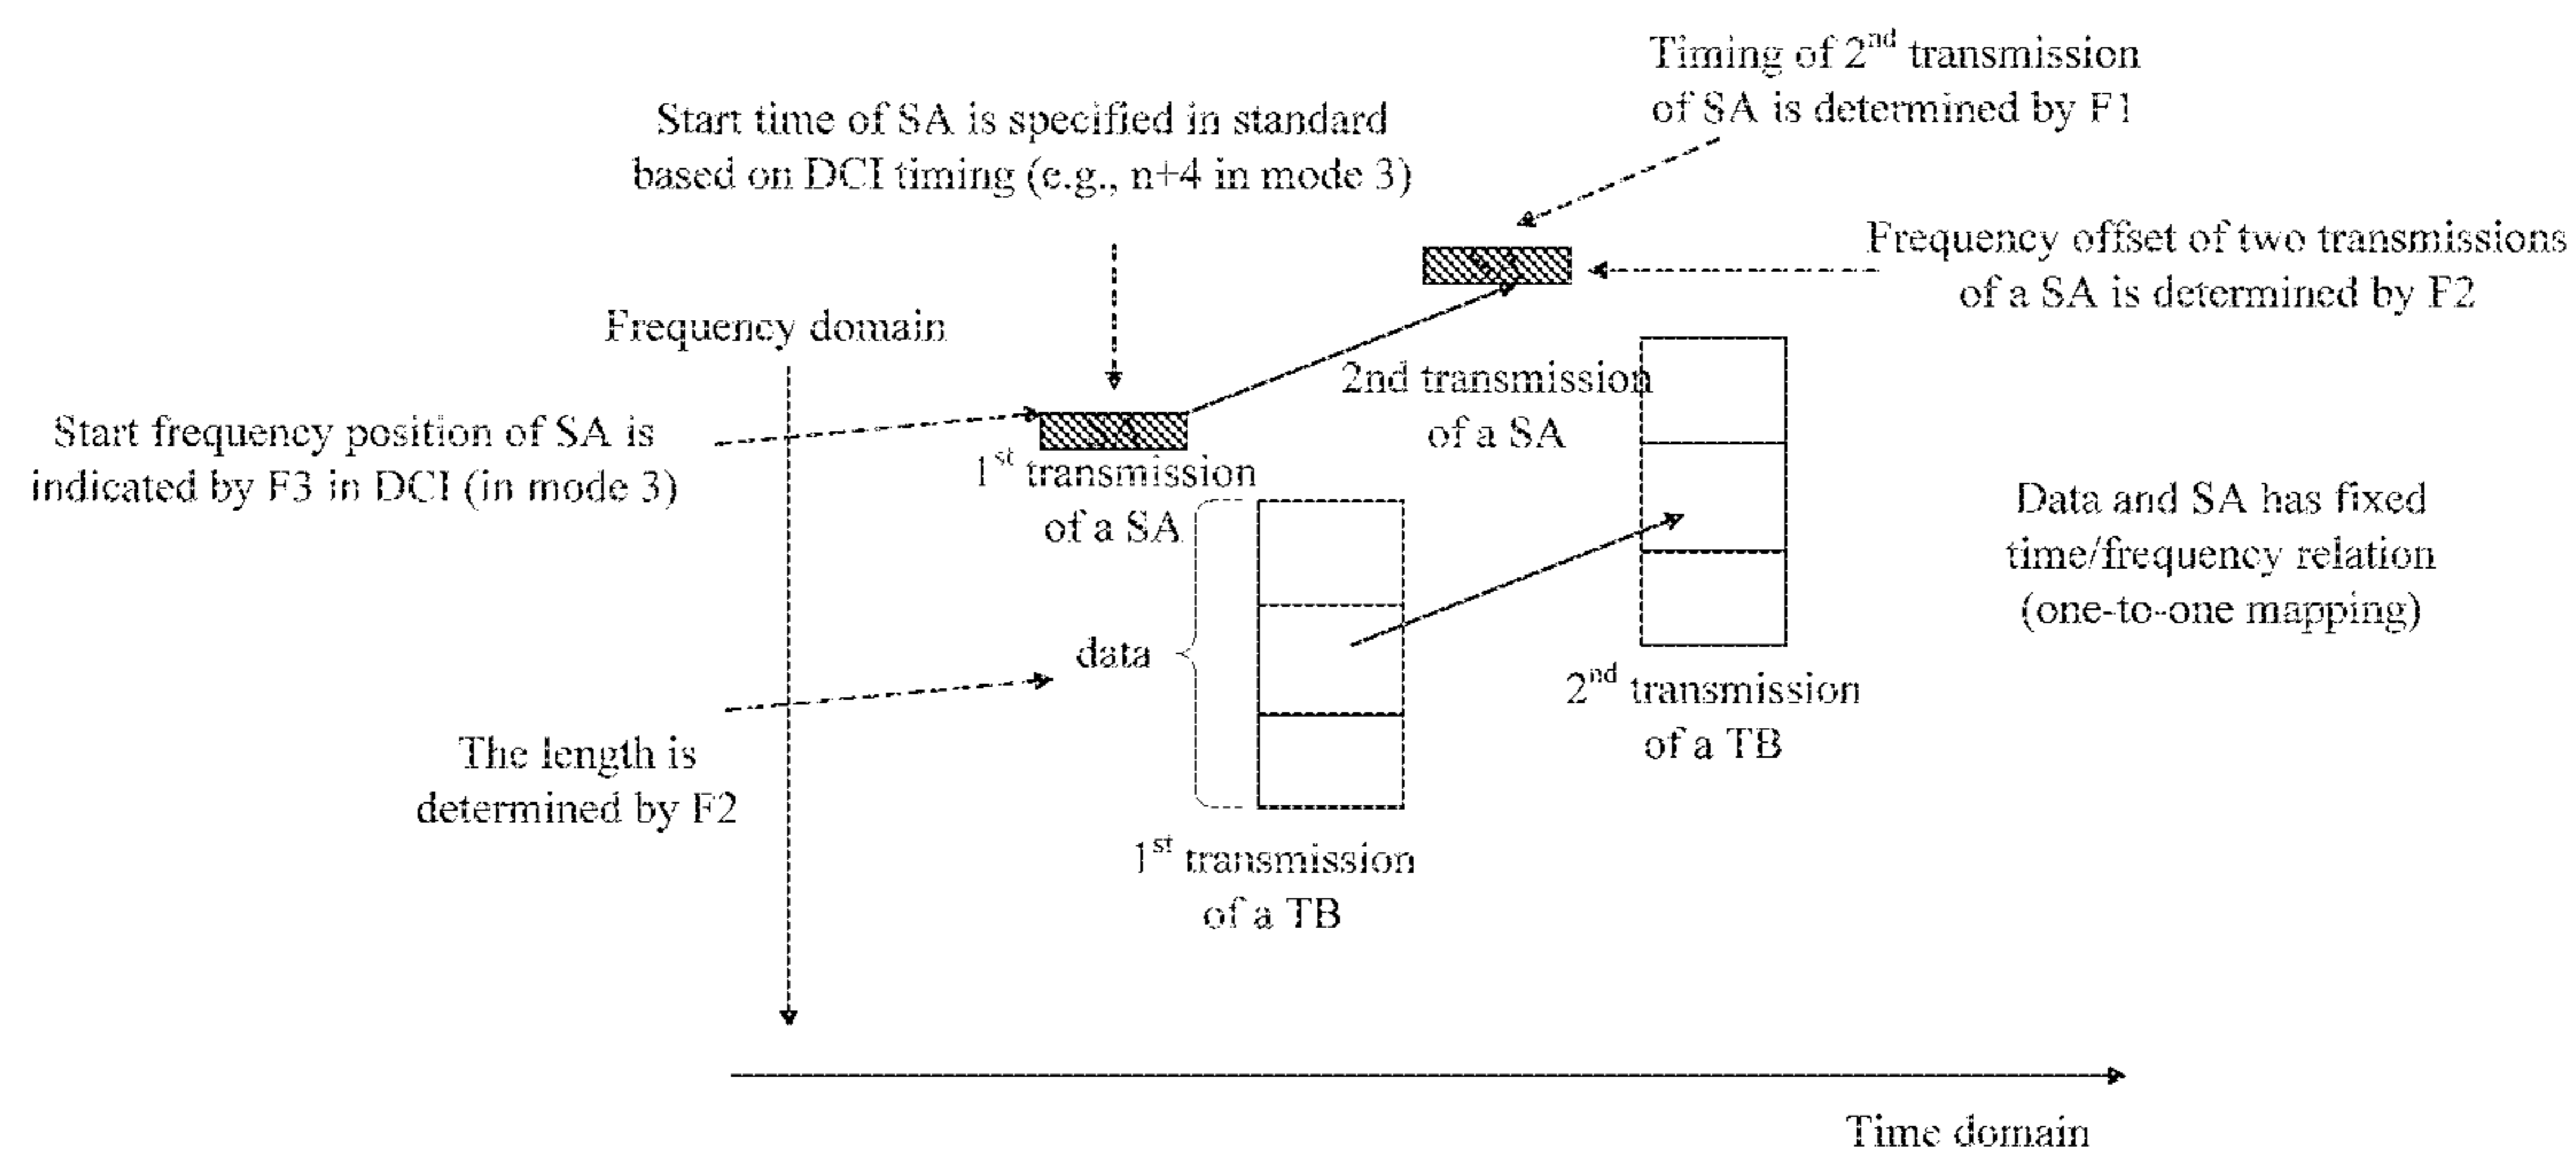 Timing of 2nd transmission
of SA is determined by F1
Start time of SA is specified in standard
based on DCI timing (e.g., n+4 in mode 3)
Frequency offset of two transmissions
of a SA is determined by F2
Frequency domain
2nd transmission
of a SA
Start frequency position of SA is
indicated by F3 in DCI (in mode 3)
1st transmission
of a SA
Data and SA has fixed
time/frequency relation
(one-to-one mapping)
data
2nd transmission
of a TB
The length is
determined by F2
1st transmission
of a TB
Time domain